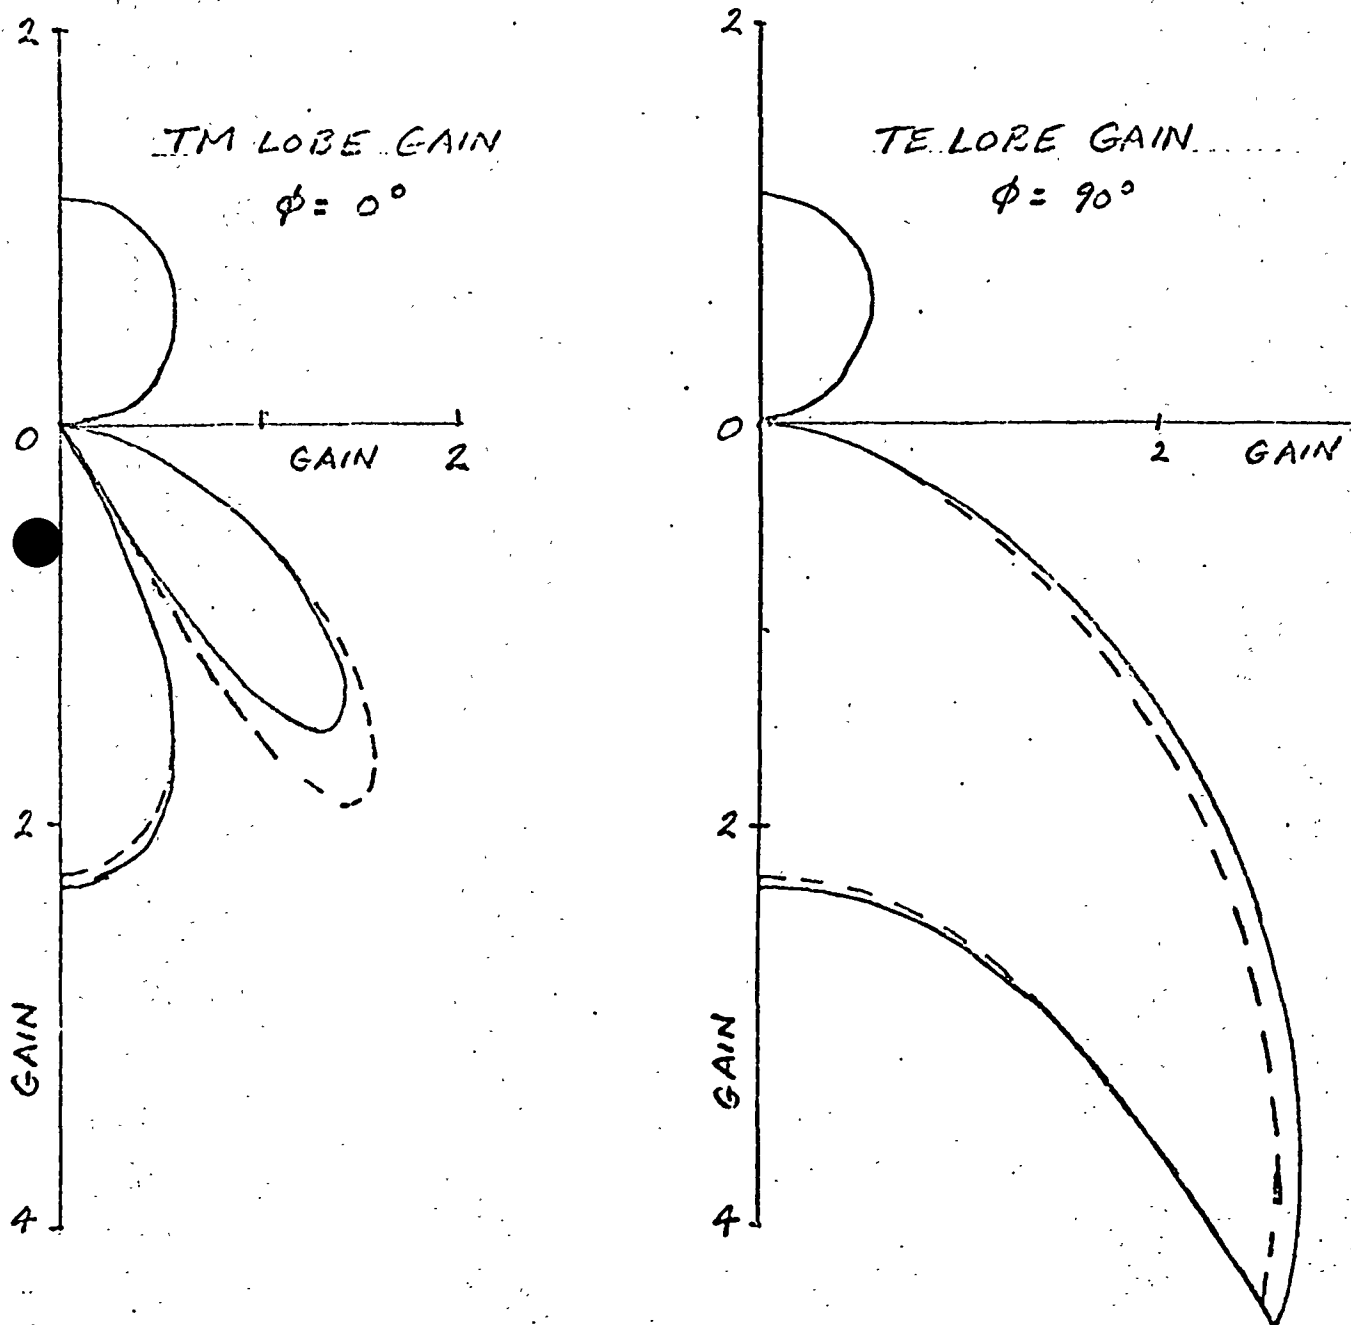 2
TM LOBE GAIN
φ = 0°
0
GAIN 2
2
GAIN
4
2
TE LOBE GAIN
φ = 90°
0
2 GAIN
2
GAIN
4